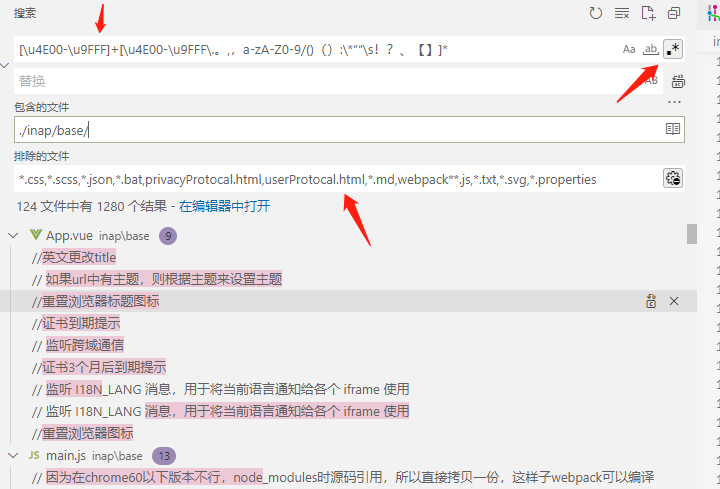 搜索
[\u4E00-\u9FFF]+[\u4E00-\u9FFF\.。,，a-zA-Z0-9/()（）:\*""\s！？、【】]*
Aa ab .*
替换 AB
包含的文件
./inap/base/
排除的文件
*.css,*.scss,*.json,*.bat,privacyProtocal.html,userProtocal.html,*.md,webpack**.js,*.txt,*.svg,*.properties
124 文件中有 1280 个结果 - 在编辑器中打开
App.vue inap\base 9
//英文更改title
// 如果url中有主题，则根据主题来设置主题
//重置浏览器标题图标
//证书到期提示
// 监听跨域通信
//证书3个月后到期提示
// 监听 I18N_LANG 消息，用于将当前语言通知给各个 iframe 使用
// 监听 I18N_LANG 消息，用于将当前语言通知给各个 iframe 使用
//重置浏览器图标
JS main.js inap\base 13
// 因为在chrome60以下版本不行，node_modules时源码引用，所以直接拷贝一份，这样子webpack可以编译